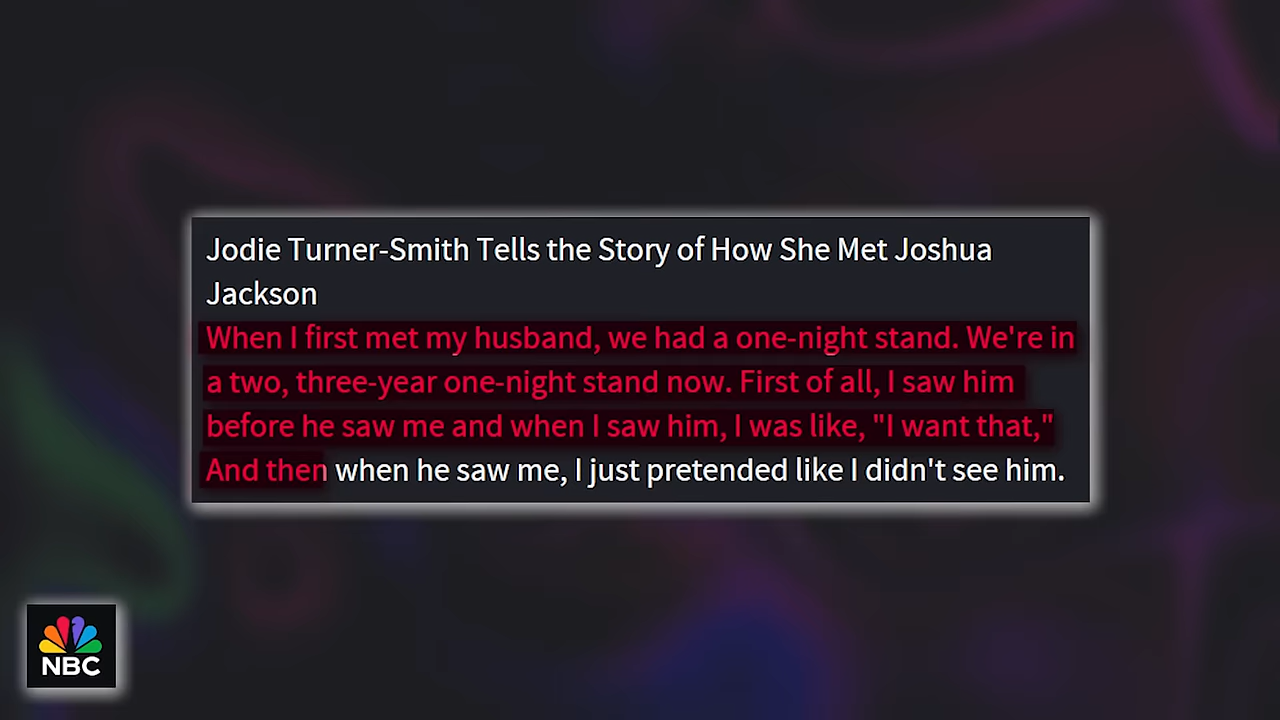 Jodie Turner-Smith Tells the Story of How She Met Joshua
Jackson
When I first met my husband, we had a one-night stand. We're in
a two, three-year one-night stand now. First of all, I saw him
before he saw me and when I saw him, I was like, "I want that,"
And then when he saw me, I just pretended like I didn't see him.
NBC